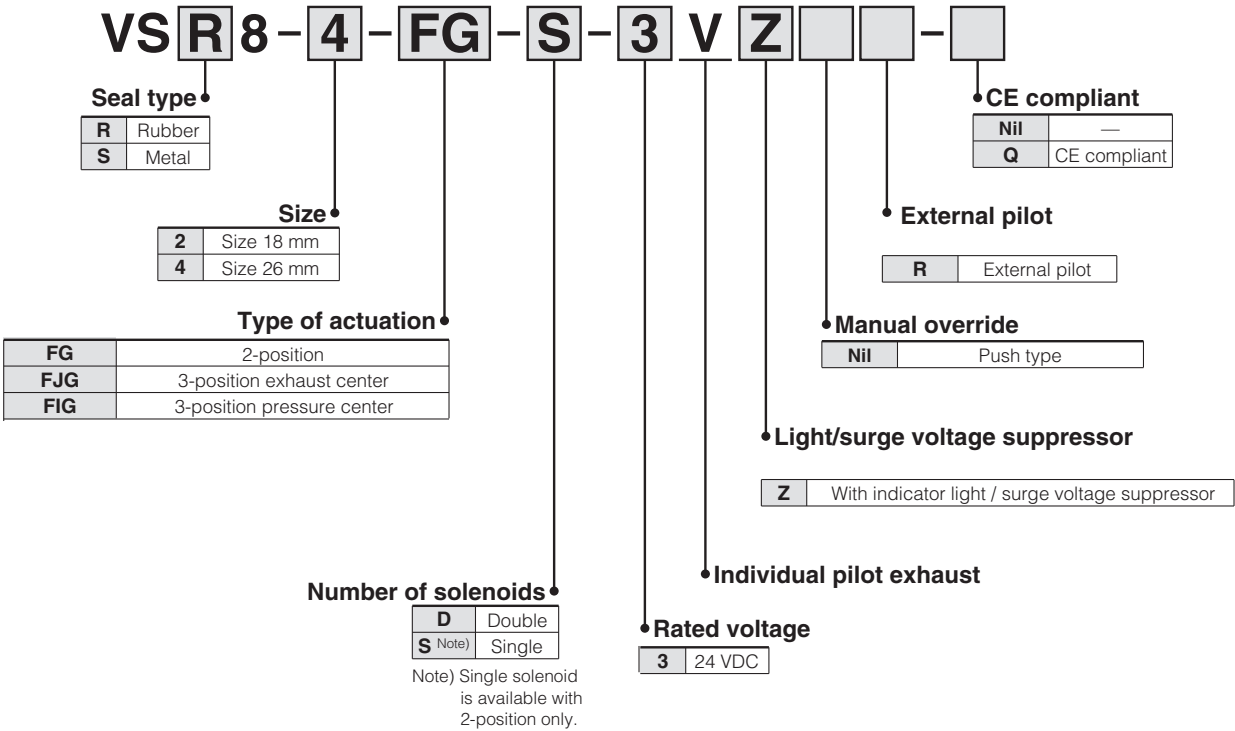 VSR8-4-FG-S-3VZ□□-□
Seal type
R Rubber
S Metal
CE compliant
Nil —
Q CE compliant
Size
2 Size 18 mm
4 Size 26 mm
External pilot
R External pilot
Type of actuation
FG 2-position
FJG 3-position exhaust center
FIG 3-position pressure center
Manual override
Nil Push type
Light/surge voltage suppressor
Z With indicator light / surge voltage suppressor
Individual pilot exhaust
Number of solenoids
D Double
S Note) Single
Note) Single solenoid
is available with
2-position only.
Rated voltage
3 24 VDC